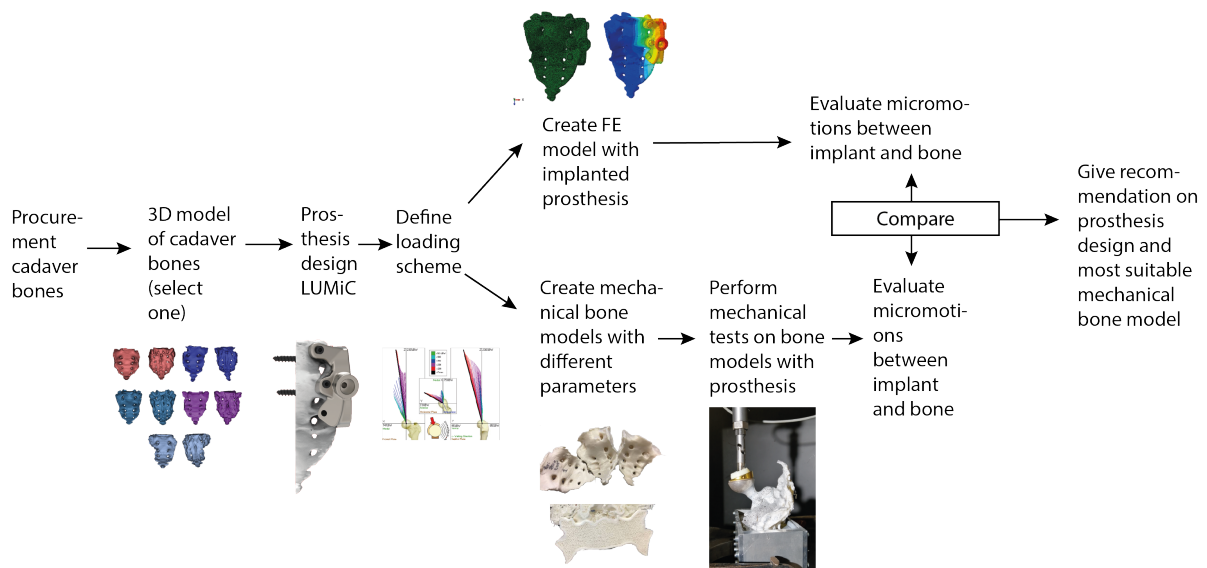 Procure-
ment
cadaver
bones
3D model
of cadaver
bones
(select
one)
Pros-
thesis
design
LUMiC
Define
loading
scheme
Create FE
model with
implanted
prosthesis
Evaluate micromo-
tions between
implant and bone
Create mecha-
nical bone
models with
different
parameters
Perform
mechanical
tests on bone
models with
prosthesis
Evaluate
micromoti-
ons
between
implant
and bone
Compare
Give recom-
mendation on
prosthesis
design and
most suitable
mechanical
bone model